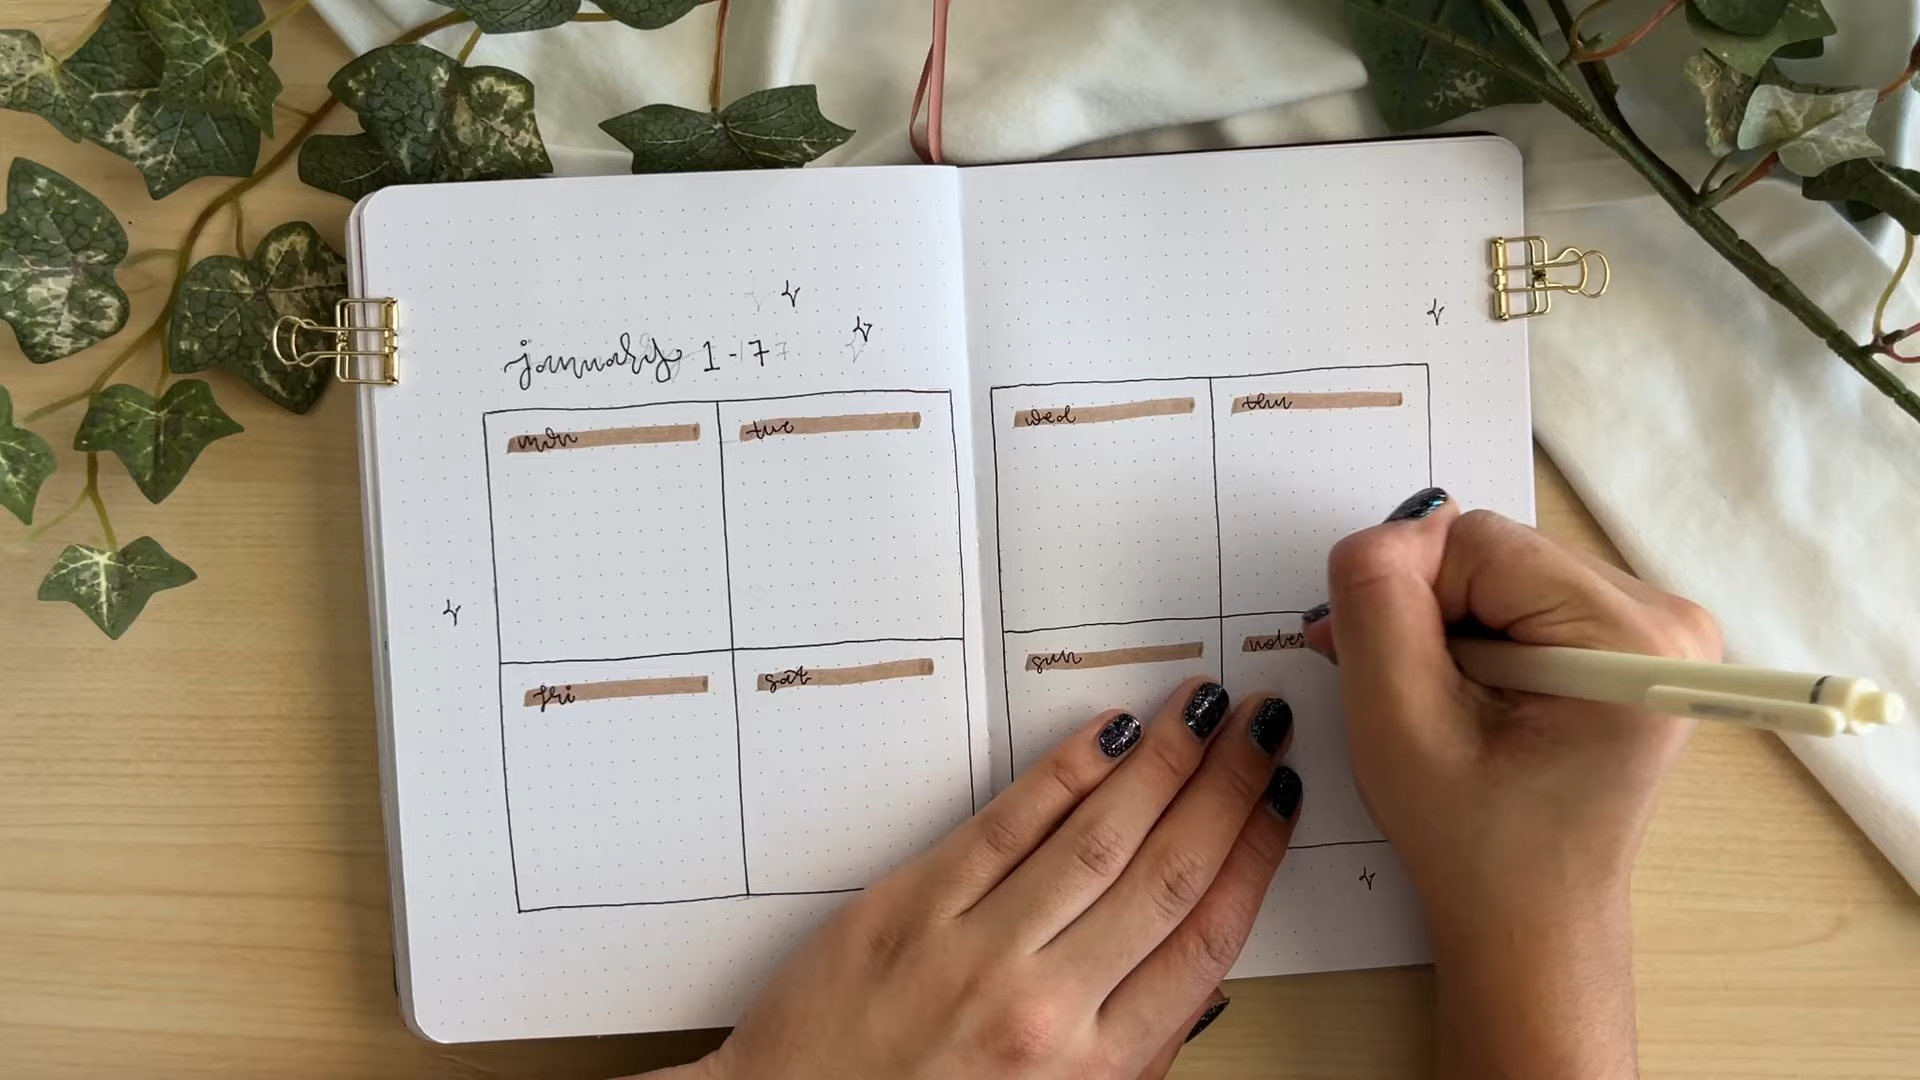 january 1-7
mon
tue
wed
thu
fri
sat
sun
notes